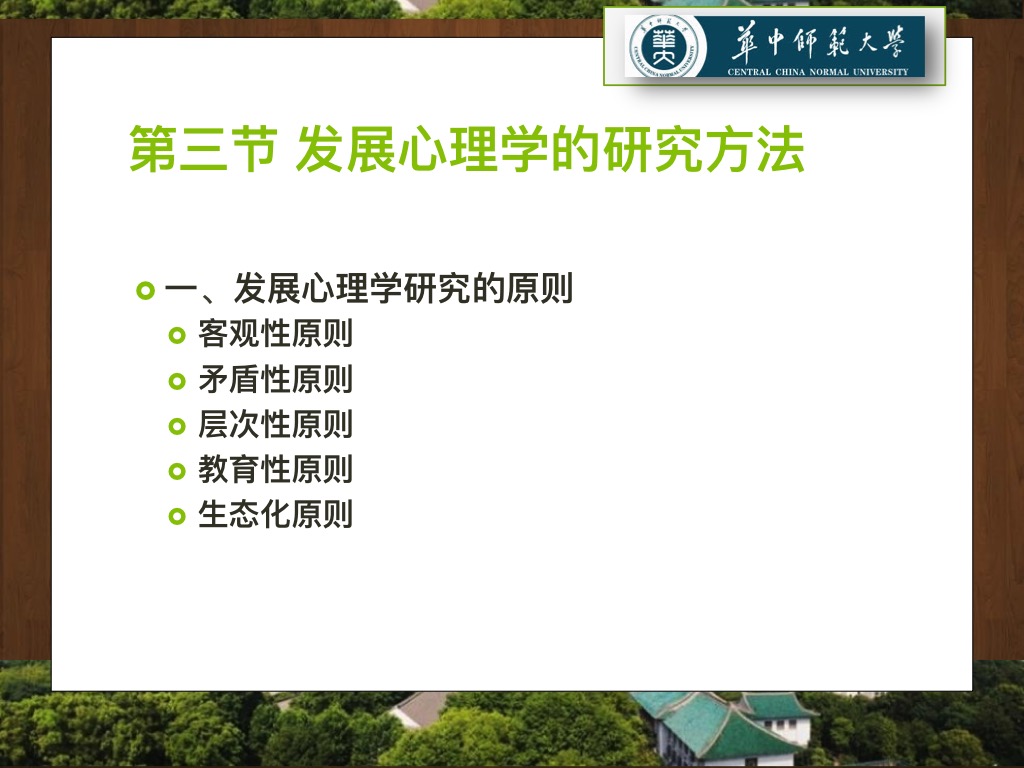 華中師範大學
CENTRAL CHINA NORMAL UNIVERSITY
第三节 发展心理学的研究方法
一、发展心理学研究的原则
客观性原则
矛盾性原则
层次性原则
教育性原则
生态化原则